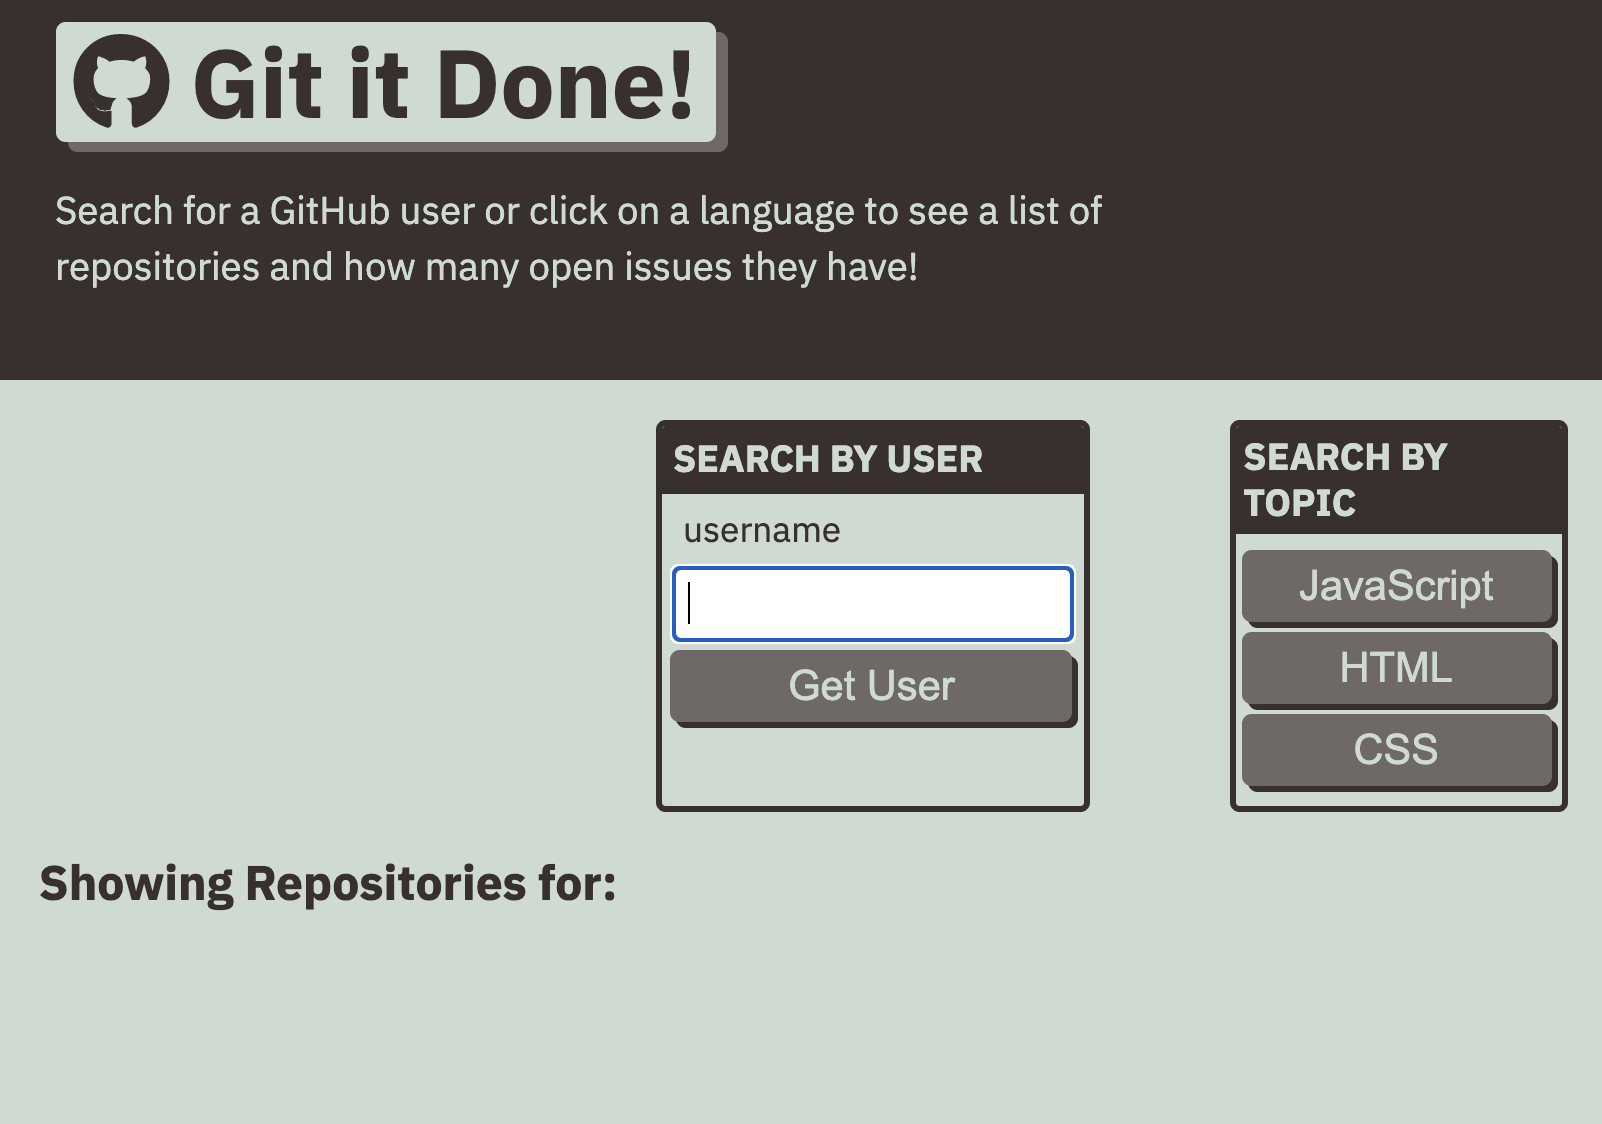 Git it Done!
Search for a GitHub user or click on a language to see a list of
repositories and how many open issues they have!
SEARCH BY USER
username
Get User
SEARCH BY
TOPIC
JavaScript
HTML
CSS
Showing Repositories for: